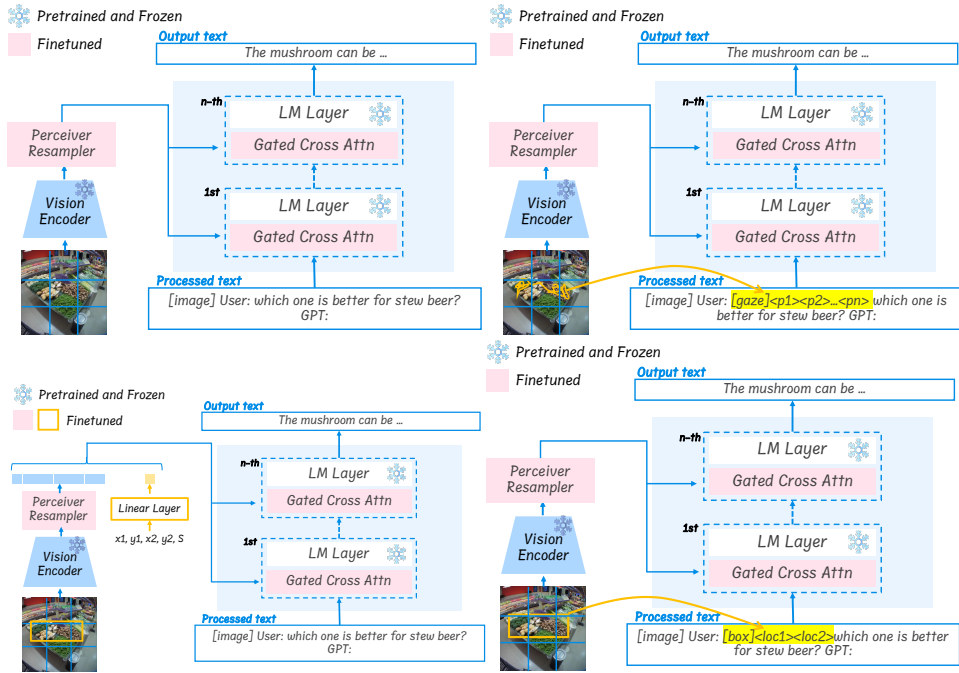 Pretrained and Frozen
Finetuned
Output text
The mushroom can be ...
n-th
LM Layer
Gated Cross Attn
Perceiver
Resampler
1st
LM Layer
Gated Cross Attn
Vision
Encoder
Processed text
[image] User: which one is better for stew beer?
GPT:
Pretrained and Frozen
Finetuned
Output text
The mushroom can be ...
n-th
LM Layer
Gated Cross Attn
Perceiver
Resampler
1st
LM Layer
Gated Cross Attn
Vision
Encoder
Processed text
[image] User: [gaze]<p1><p2>...<pn> which one is
better for stew beer? GPT:
Pretrained and Frozen
Finetuned
Output text
The mushroom can be ...
n-th
LM Layer
Gated Cross Attn
Perceiver
Resampler
Linear Layer
x1, y1, x2, y2, S
1st
LM Layer
Gated Cross Attn
Vision
Encoder
Processed text
[image] User: which one is better for stew beer?
GPT:
Pretrained and Frozen
Finetuned
Output text
The mushroom can be ...
n-th
LM Layer
Gated Cross Attn
Perceiver
Resampler
1st
LM Layer
Gated Cross Attn
Vision
Encoder
Processed text
[image] User: [box]<loc1><loc2>which one is better
for stew beer? GPT: